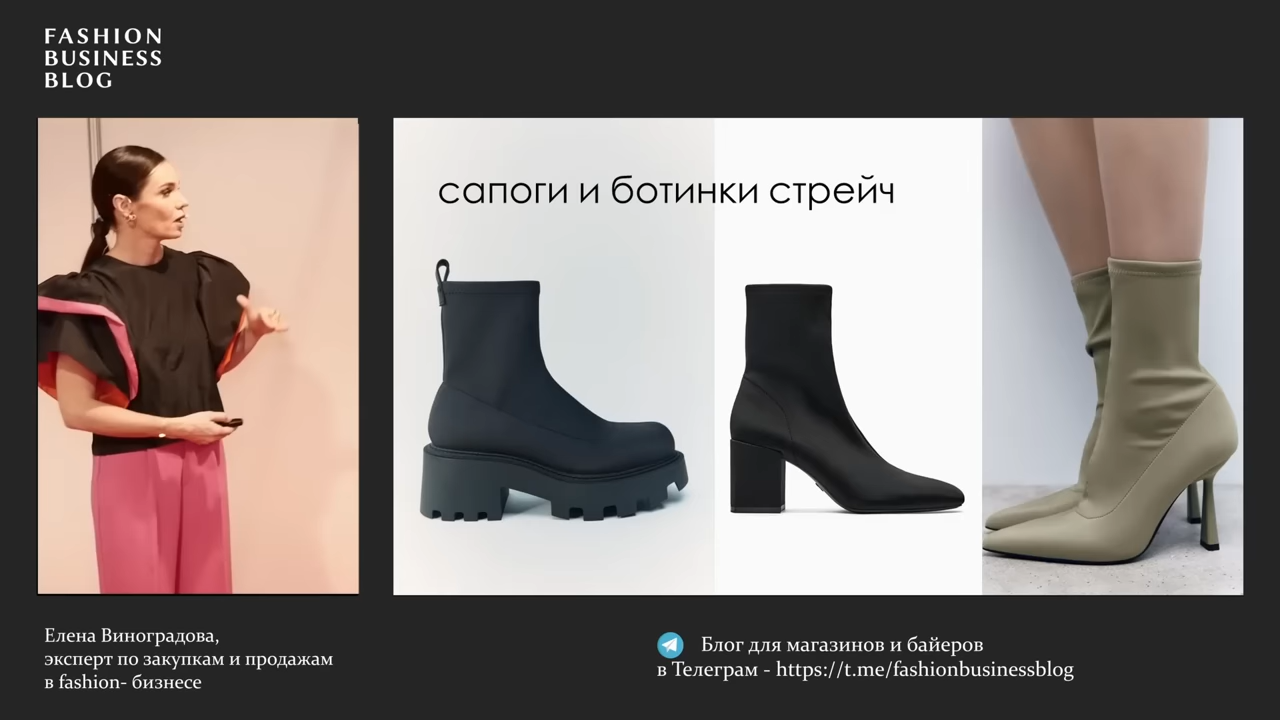 FASHION
BUSINESS
BLOG
сапоги и ботинки стрейч
Елена Виноградова,
эксперт по закупкам и продажам
в fashion- бизнесе
Блог для магазинов и байеров
в Телеграм - https://t.me/fashionbusinessblog